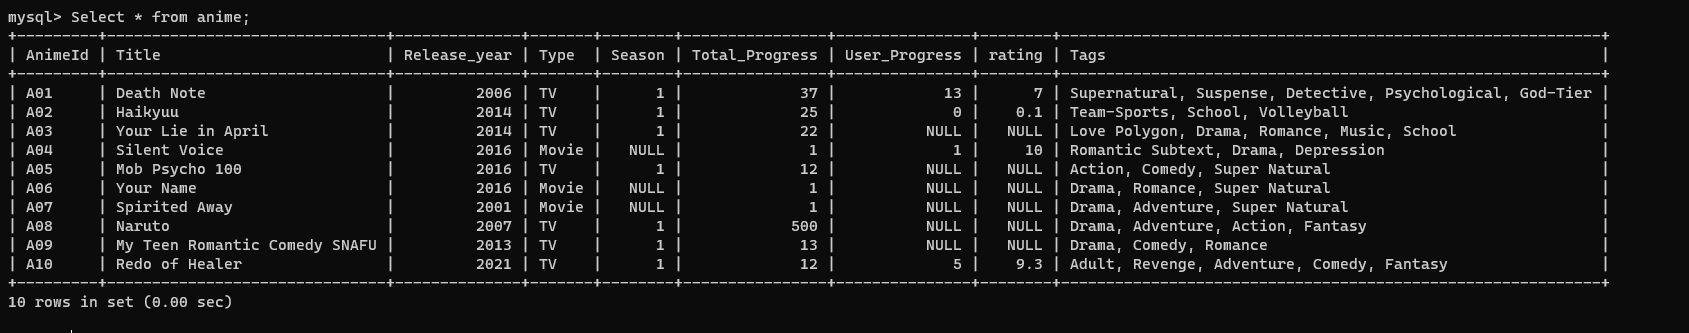 mysql> Select * from anime;
+---------+-------------------------------+--------------+-------+--------+----------------+---------------+--------+------------------------------------------------------------+
| AnimeId | Title                         | Release_year | Type  | Season | Total_Progress | User_Progress | rating | Tags                                                       |
+---------+-------------------------------+--------------+-------+--------+----------------+---------------+--------+------------------------------------------------------------+
| A01     | Death Note                    |         2006 | TV    |      1 |             37 |            13 |      7 | Supernatural, Suspense, Detective, Psychological, God-Tier |
| A02     | Haikyuu                       |         2014 | TV    |      1 |             25 |             0 |    0.1 | Team-Sports, School, Volleyball                            |
| A03     | Your Lie in April             |         2014 | TV    |      1 |             22 |          NULL |   NULL | Love Polygon, Drama, Romance, Music, School                |
| A04     | Silent Voice                  |         2016 | Movie |   NULL |              1 |             1 |     10 | Romantic Subtext, Drama, Depression                        |
| A05     | Mob Psycho 100                |         2016 | TV    |      1 |             12 |          NULL |   NULL | Action, Comedy, Super Natural                              |
| A06     | Your Name                     |         2016 | Movie |   NULL |              1 |          NULL |   NULL | Drama, Romance, Super Natural                              |
| A07     | Spirited Away                 |         2001 | Movie |   NULL |              1 |          NULL |   NULL | Drama, Adventure, Super Natural                            |
| A08     | Naruto                        |         2007 | TV    |      1 |            500 |          NULL |   NULL | Drama, Adventure, Action, Fantasy                          |
| A09     | My Teen Romantic Comedy SNAFU |         2013 | TV    |      1 |             13 |          NULL |   NULL | Drama, Comedy, Romance                                     |
| A10     | Redo of Healer                |         2021 | TV    |      1 |             12 |             5 |    9.3 | Adult, Revenge, Adventure, Comedy, Fantasy                 |
+---------+-------------------------------+--------------+-------+--------+----------------+---------------+--------+------------------------------------------------------------+
10 rows in set (0.00 sec)